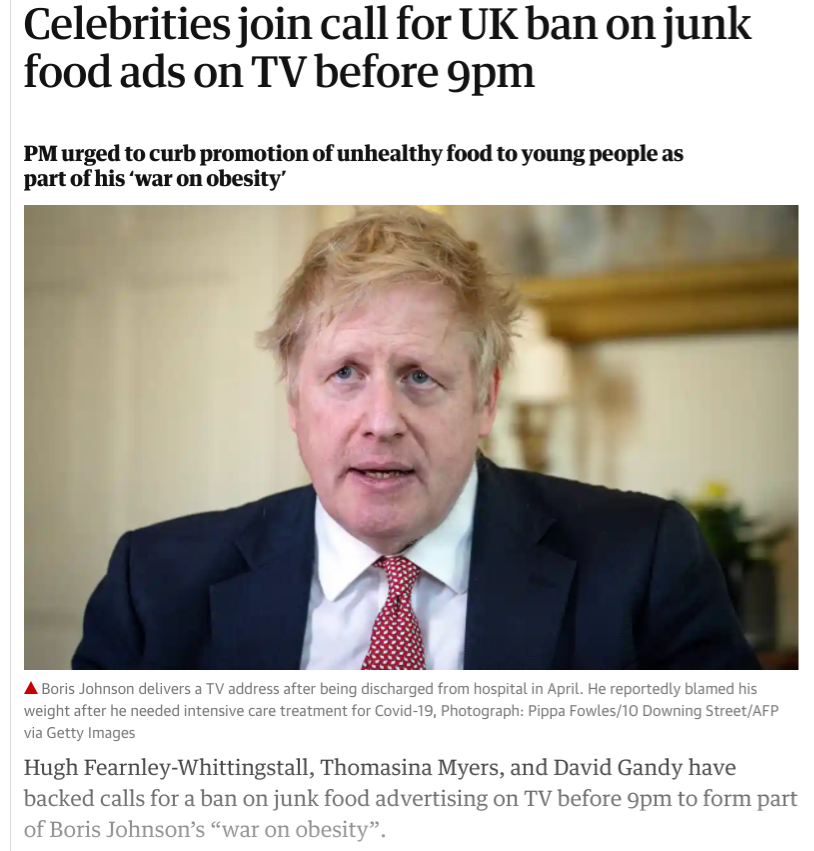 Celebrities join call for UK ban on junk
food ads on TV before 9pm
PM urged to curb promotion of unhealthy food to young people as
part of his ‘war on obesity’
Boris Johnson delivers a TV address after being discharged from hospital in April. He reportedly blamed his
weight after he needed intensive care treatment for Covid-19, Photograph: Pippa Fowles/10 Downing Street/AFP
via Getty Images
Hugh Fearnley-Whittingstall, Thomasina Myers, and David Gandy have
backed calls for a ban on junk food advertising on TV before 9pm to form part
of Boris Johnson’s “war on obesity”.